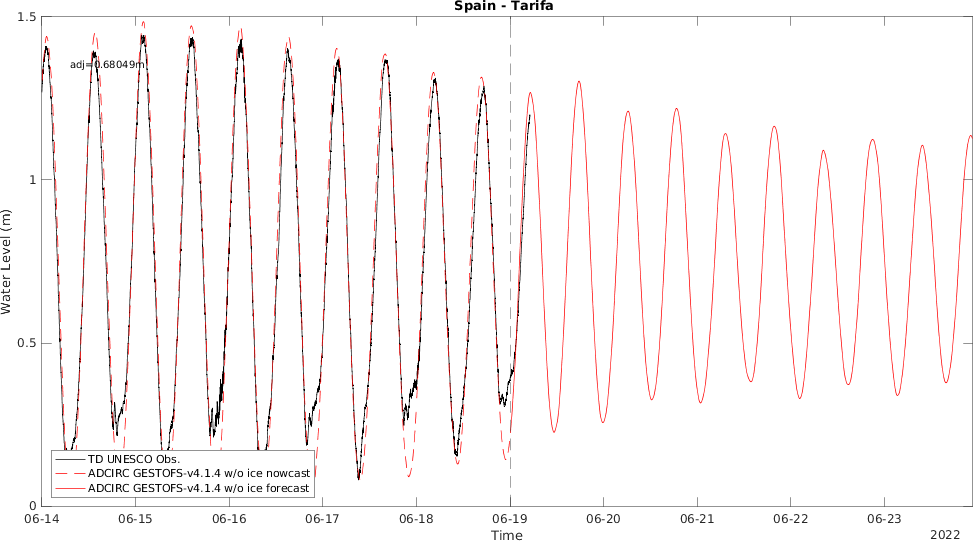 Spain - Tarifa
1.5
adj=0.68049m
1
Water Level (m)
0.5
TD UNESCO Obs.
ADCIRC GESTOFS-v4.1.4 w/o ice nowcast
ADCIRC GESTOFS-v4.1.4 w/o ice forecast
0
06-14 06-15 06-16 06-17 06-18 06-19 06-20 06-21 06-22 06-23
Time
2022